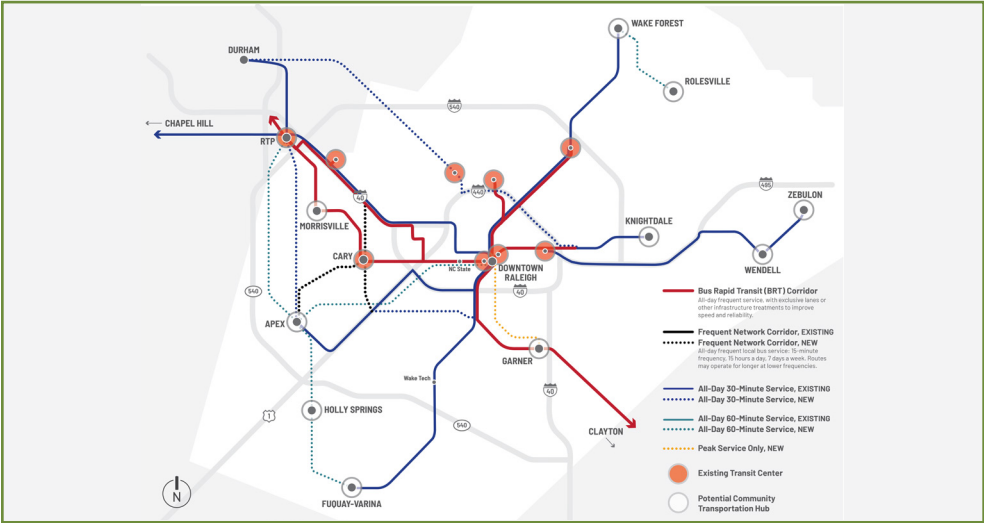 WAKE FOREST
DURHAM
ROLESVILLE
540
CHAPEL HILL
RTP
40
440
495
ZEBULON
MORRISVILLE
KNIGHTDALE
CARY
NC State
DOWNTOWN
RALEIGH
WENDELL
540
40
APEX
GARNER
Wake Tech
40
1
HOLLY SPRINGS
540
CLAYTON
N
FUQUAY-VARINA
Bus Rapid Transit (BRT) Corridor
All-day frequent service, with exclusive lanes or
other infrastructure treatments to improve
speed and reliability.
Frequent Network Corridor, EXISTING
Frequent Network Corridor, NEW
All-day frequent local bus service: 15-minute
frequency, 15 hours a day, 7 days a week. Routes
may operate for longer at lower frequencies.
All-Day 30-Minute Service, EXISTING
All-Day 30-Minute Service, NEW
All-Day 60-Minute Service, EXISTING
All-Day 60-Minute Service, NEW
Peak Service Only, NEW
Existing Transit Center
Potential Community
Transportation Hub